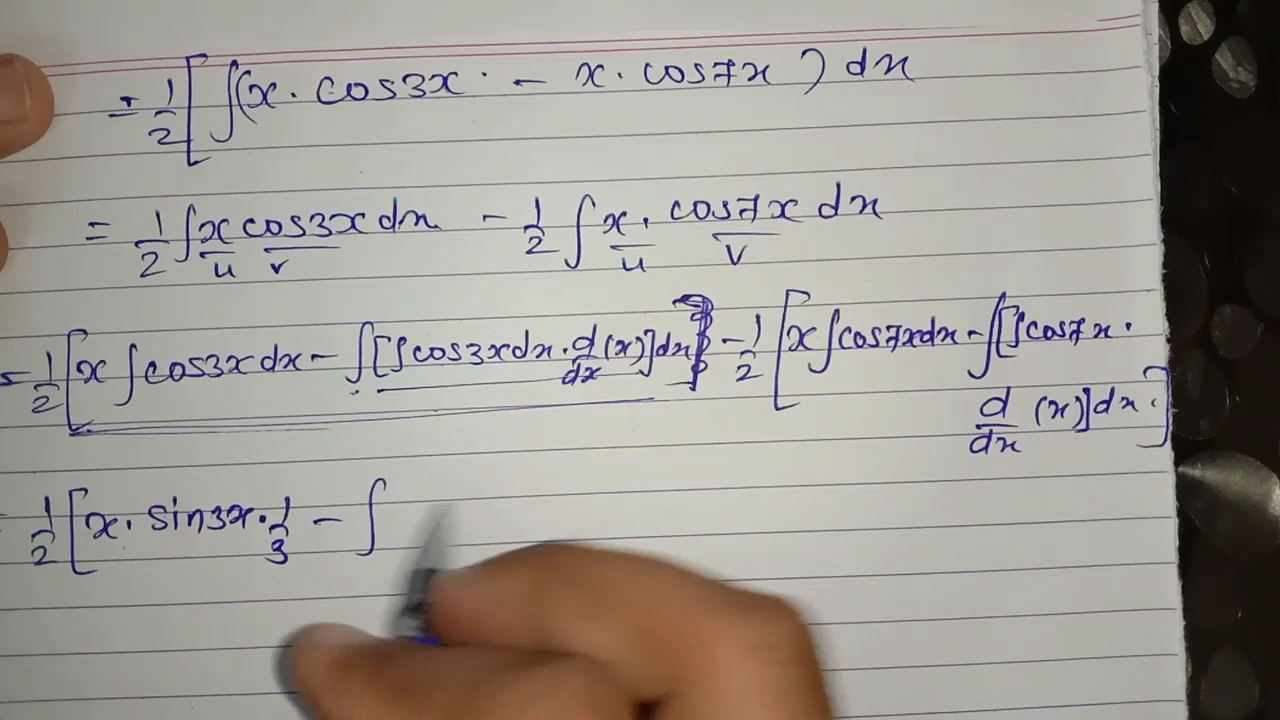 = 1/2 [ ∫(x · cos3x · − x · cos7x) dx
= 1/2 ∫ x cos3x dx − 1/2 ∫ x · cos7x dx
u v u v
= 1/2 [x ∫cos3x dx − ∫[∫cos3x dx · d/dx (x)] dx] − 1/2 [x ∫cos7x dx − ∫[∫cos7x ·
d/dx (x)] dx ·]
1/2 [x · sin3x · 1/3 − ∫